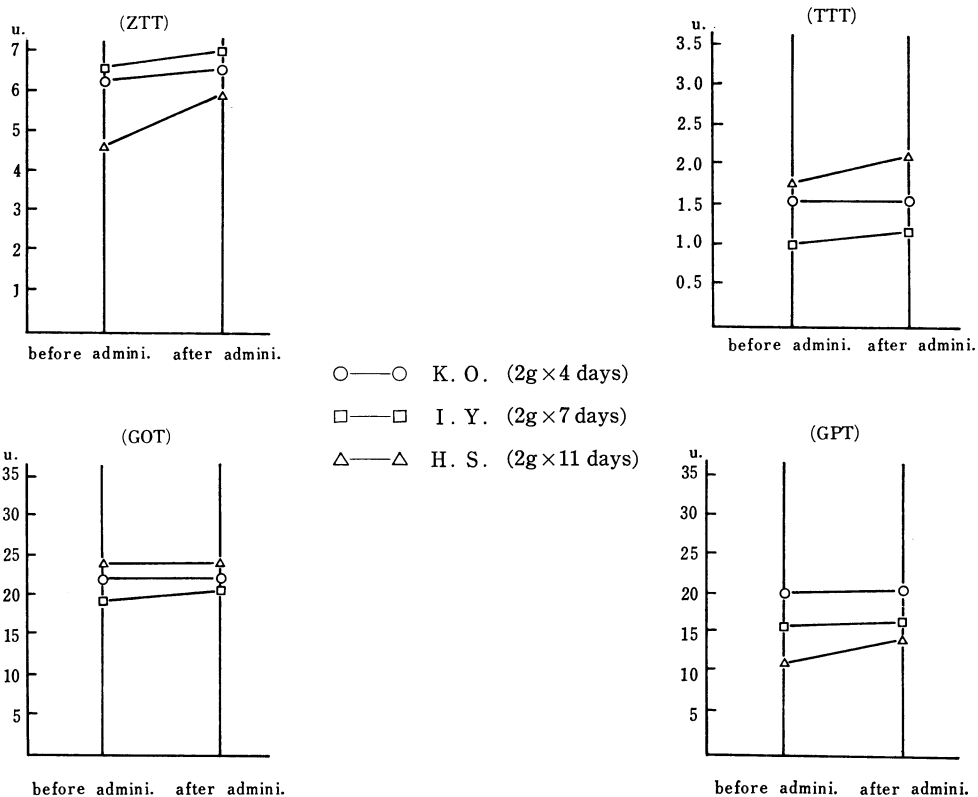 (ZTT)
u.
7
6
5
4
3
2
1
before admini. after admini.
(TTT)
u.
3.5
3.0
2.5
2.0
1.5
1.0
0.5
before admini. after admini.
K. O. (2g×4 days)
I. Y. (2g×7 days)
H. S. (2g×11 days)
(GOT)
u.
35
30
25
20
15
10
5
before admini. after admini.
(GPT)
u.
35
30
25
20
15
10
5
before admini. after admini.